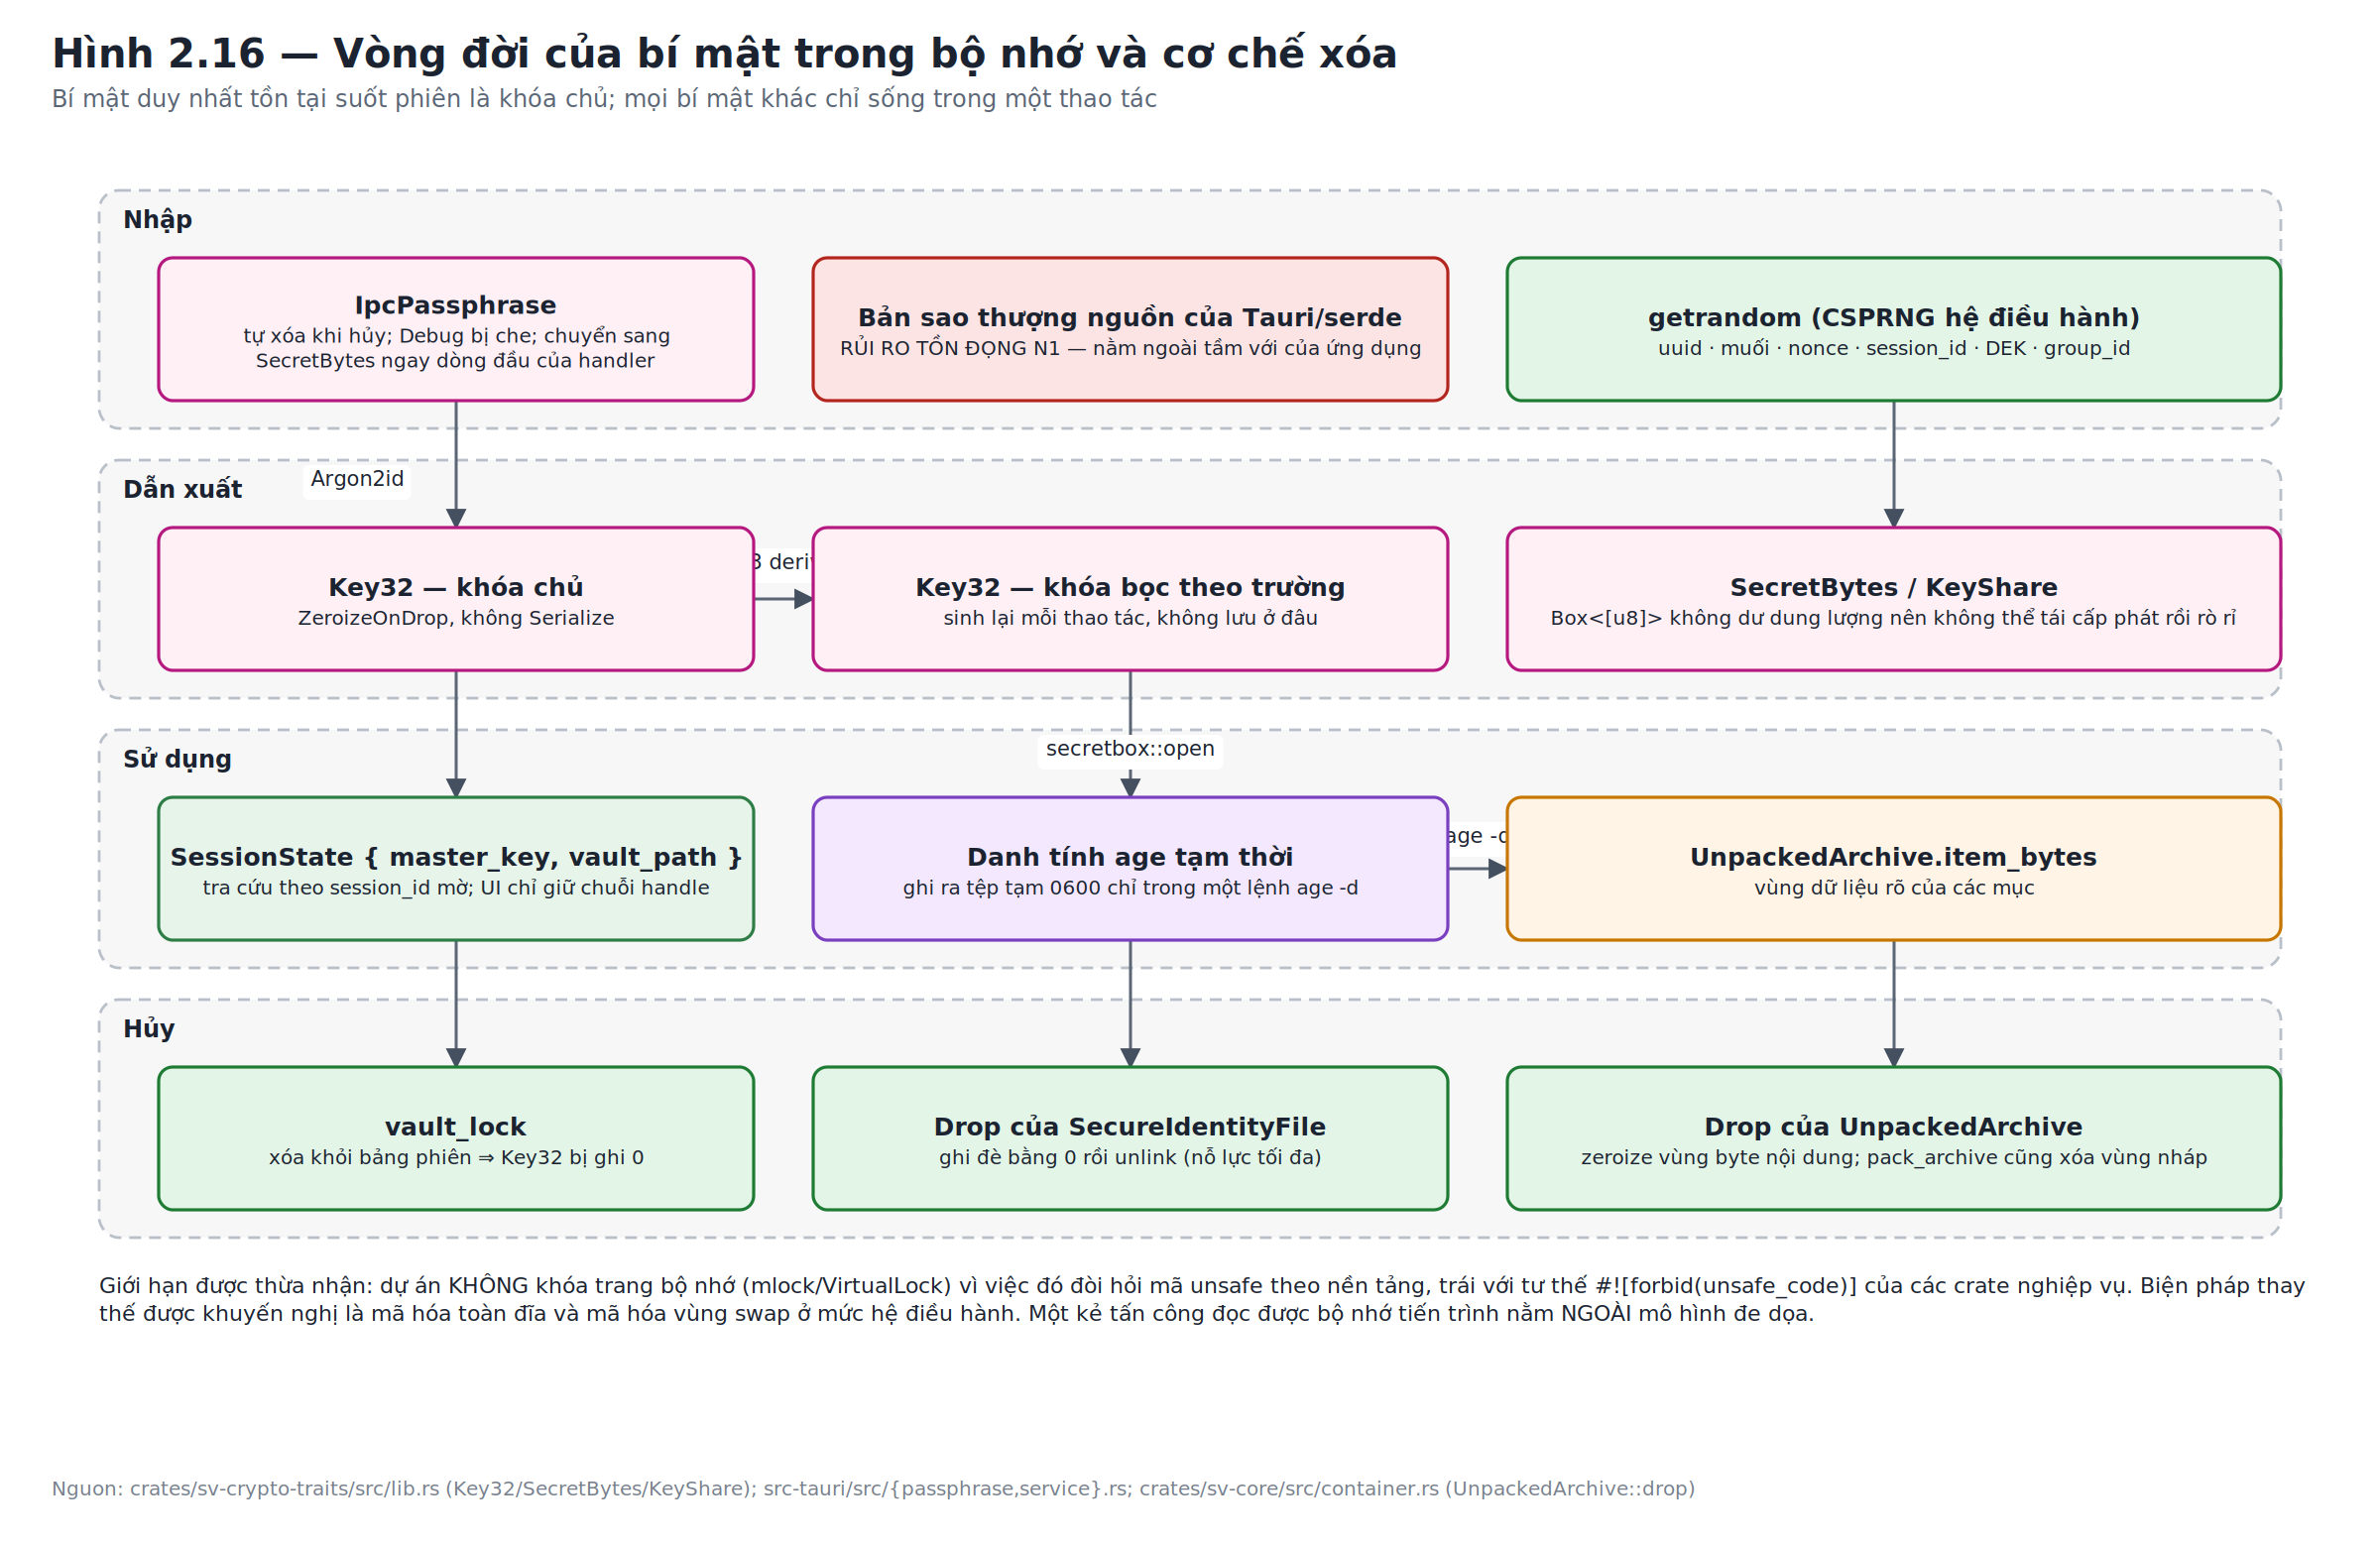 Hình 2.16 — Vòng đời của bí mật trong bộ nhớ và cơ chế xóa
Bí mật duy nhất tồn tại suốt phiên là khóa chủ; mọi bí mật khác chỉ sống trong một thao tác
Nhập
IpcPassphrase
tự xóa khi hủy; Debug bị che; chuyển sang
SecretBytes ngay dòng đầu của handler
Bản sao thượng nguồn của Tauri/serde
RỦI RO TỒN ĐỌNG N1 — nằm ngoài tầm với của ứng dụng
getrandom (CSPRNG hệ điều hành)
uuid · muối · nonce · session_id · DEK · group_id
Dẫn xuất
Argon2id
Key32 — khóa chủ
ZeroizeOnDrop, không Serialize
Key32 — khóa bọc theo trường
sinh lại mỗi thao tác, không lưu ở đâu
SecretBytes / KeyShare
Box<[u8]> không dư dung lượng nên không thể tái cấp phát rồi rò rỉ
Sử dụng
secretbox::open
SessionState { master_key, vault_path }
tra cứu theo session_id mờ; UI chỉ giữ chuỗi handle
Danh tính age tạm thời
ghi ra tệp tạm 0600 chỉ trong một lệnh age -d
age -d
UnpackedArchive.item_bytes
vùng dữ liệu rõ của các mục
Hủy
vault_lock
xóa khỏi bảng phiên ⇒ Key32 bị ghi 0
Drop của SecureIdentityFile
ghi đè bằng 0 rồi unlink (nỗ lực tối đa)
Drop của UnpackedArchive
zeroize vùng byte nội dung; pack_archive cũng xóa vùng nháp
Giới hạn được thừa nhận: dự án KHÔNG khóa trang bộ nhớ (mlock/VirtualLock) vì việc đó đòi hỏi mã unsafe theo nền tảng, trái với tư thế #![forbid(unsafe_code)] của các crate nghiệp vụ. Biện pháp thay
thế được khuyến nghị là mã hóa toàn đĩa và mã hóa vùng swap ở mức hệ điều hành. Một kẻ tấn công đọc được bộ nhớ tiến trình nằm NGOÀI mô hình đe dọa.
Nguon: crates/sv-crypto-traits/src/lib.rs (Key32/SecretBytes/KeyShare); src-tauri/src/{passphrase,service}.rs; crates/sv-core/src/container.rs (UnpackedArchive::drop)